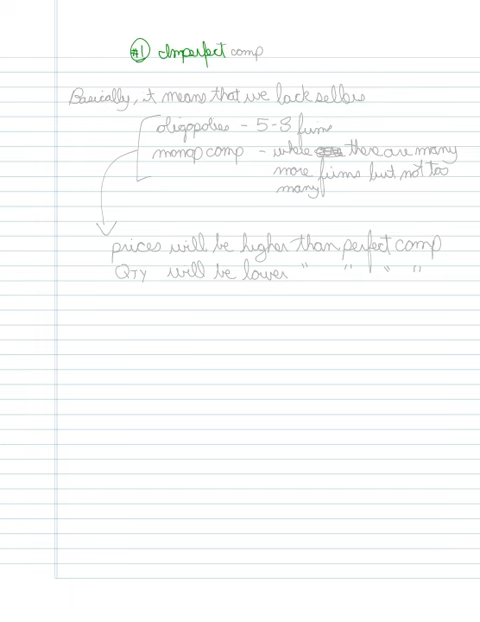 #1 Imperfect comp
Basically, it means that we lack sellers
oligopolies - 5-8 firms
monop comp - where there are many
more firms but not too
many
prices will be higher than perfect comp
QTY will be lower " " " "